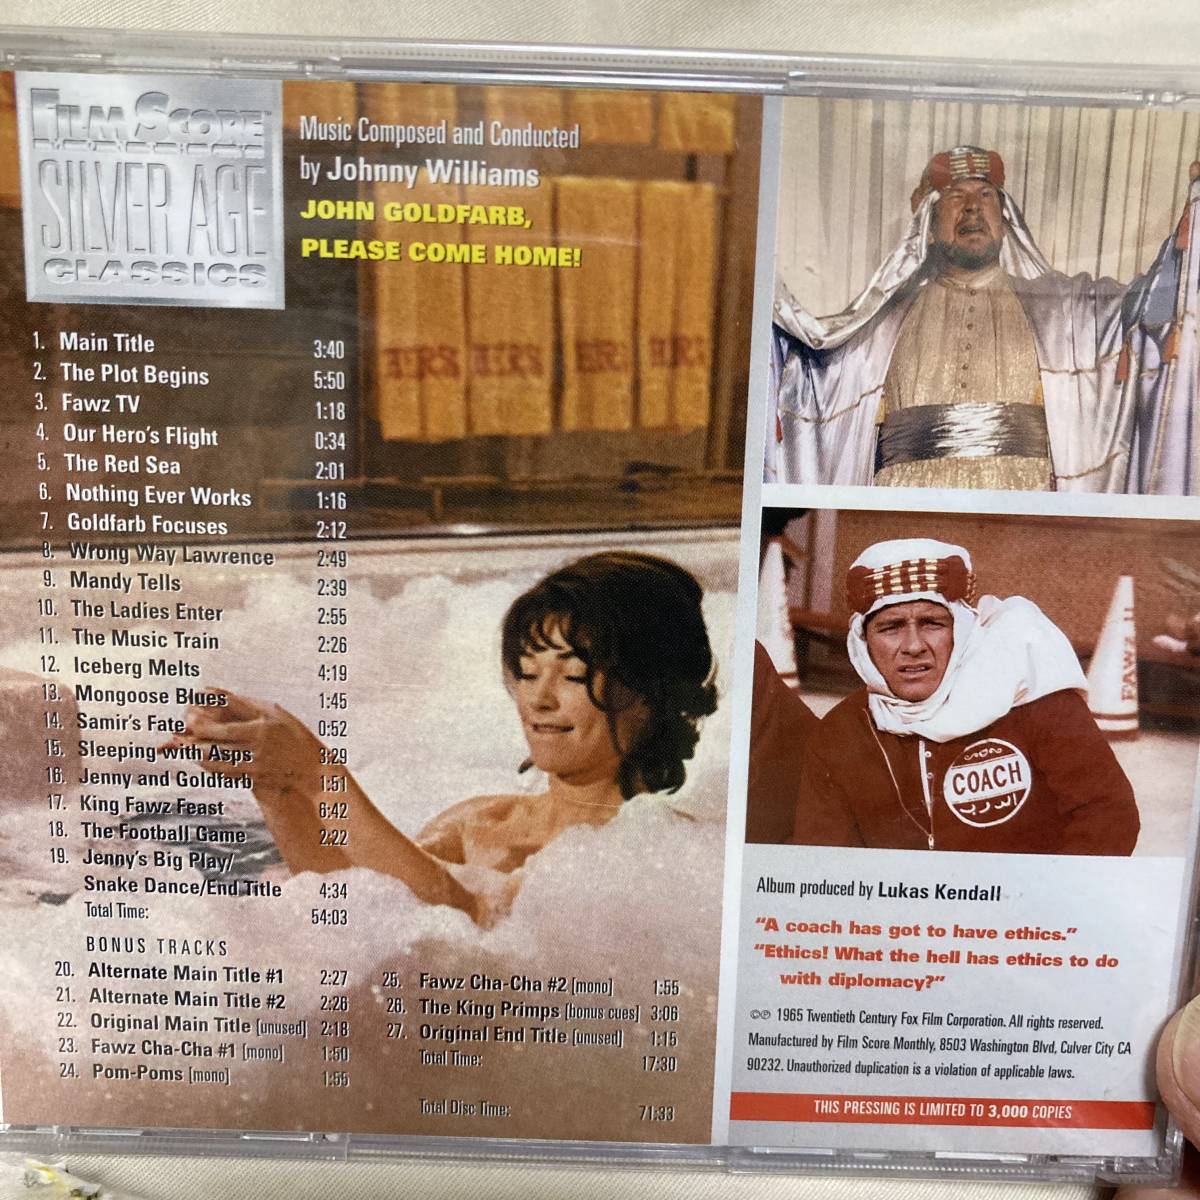 FILM SCORE™
MONTHLY
SILVER AGE
CLASSICS
Music Composed and Conducted
by Johnny Williams
JOHN GOLDFARB,
PLEASE COME HOME!
1. Main Title 3:40
2. The Plot Begins 5:50
3. Fawz TV 1:18
4. Our Hero's Flight 0:34
5. The Red Sea 2:01
6. Nothing Ever Works 1:16
7. Goldfarb Focuses 2:12
8. Wrong Way Lawrence 2:49
9. Mandy Tells 2:39
10. The Ladies Enter 2:55
11. The Music Train 2:26
12. Iceberg Melts 4:19
13. Mongoose Blues 1:45
14. Samir's Fate 0:52
15. Sleeping with Asps 3:29
16. Jenny and Goldfarb 1:51
17. King Fawz Feast 6:42
18. The Football Game 2:22
19. Jenny's Big Play/
Snake Dance/End Title 4:34
Total Time: 54:03
BONUS TRACKS
20. Alternate Main Title #1 2:27
21. Alternate Main Title #2 2:26
22. Original Main Title [unused] 2:18
23. Fawz Cha-Cha #1 [mono] 1:50
24. Pom-Poms [mono] 1:55
25. Fawz Cha-Cha #2 [mono] 1:55
26. The King Primps [bonus cues] 3:06
27. Original End Title [unused] 1:15
Total Time: 17:30
Total Disc Time: 71:33
HERS HERS HERS HERS
FAWZ U
COACH
الدرب
Album produced by Lukas Kendall
"A coach has got to have ethics."
"Ethics! What the hell has ethics to do
with diplomacy?"
©℗ 1965 Twentieth Century Fox Film Corporation. All rights reserved.
Manufactured by Film Score Monthly, 8503 Washington Blvd, Culver City CA
90232. Unauthorized duplication is a violation of applicable laws.
THIS PRESSING IS LIMITED TO 3,000 COPIES